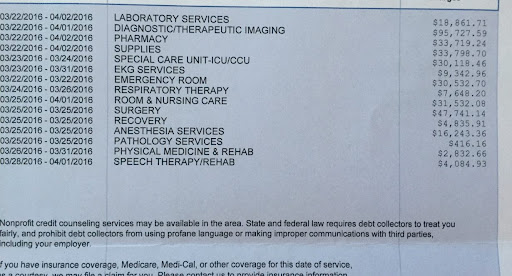 03/22/2016 - 04/02/2016 LABORATORY SERVICES $18,861.71
03/22/2016 - 04/01/2016 DIAGNOSTIC/THERAPEUTIC IMAGING $95,727.59
03/22/2016 - 04/02/2016 PHARMACY $33,719.24
03/22/2016 - 04/02/2016 SUPPLIES $33,798.70
03/23/2016 - 03/24/2016 SPECIAL CARE UNIT-ICU/CCU $30,118.46
03/23/2016 - 03/31/2016 EKG SERVICES $9,342.96
03/22/2016 - 03/22/2016 EMERGENCY ROOM $30,532.70
03/24/2016 - 03/26/2016 RESPIRATORY THERAPY $7,648.20
03/25/2016 - 04/01/2016 ROOM & NURSING CARE $31,532.08
03/25/2016 - 03/25/2016 SURGERY $47,741.14
03/25/2016 - 03/25/2016 RECOVERY $4,835.91
03/25/2016 - 03/25/2016 ANESTHESIA SERVICES $16,243.36
03/25/2016 - 03/25/2016 PATHOLOGY SERVICES $416.16
03/26/2016 - 03/31/2016 PHYSICAL MEDICINE & REHAB $2,832.66
03/28/2016 - 04/01/2016 SPEECH THERAPY/REHAB $4,084.93
Nonprofit credit counseling services may be available in the area. State and federal law requires debt collectors to treat you
fairly, and prohibit debt collectors from using profane language or making improper communications with third parties,
including your employer.
if you have insurance coverage, Medicare, Medi-Cal, or other coverage for this date of service,
as a courtesy, we may file a claim for you. Please contact us to provide insurance information